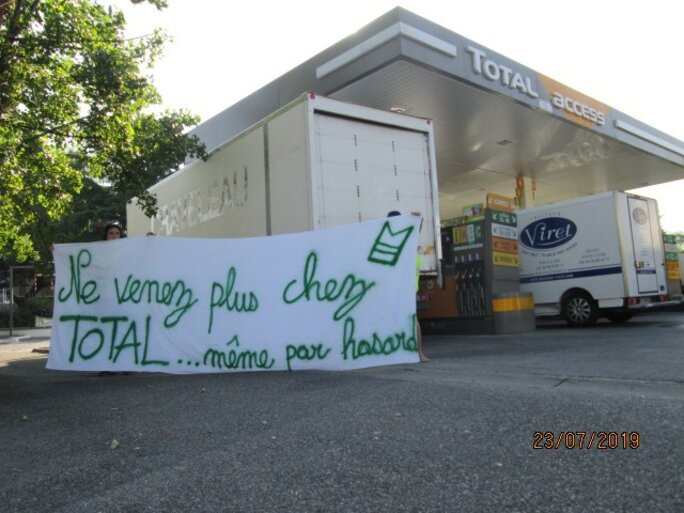 TOTAL access
Viret
Ne venez plus chez
TOTAL...même par hasard
23/07/2019